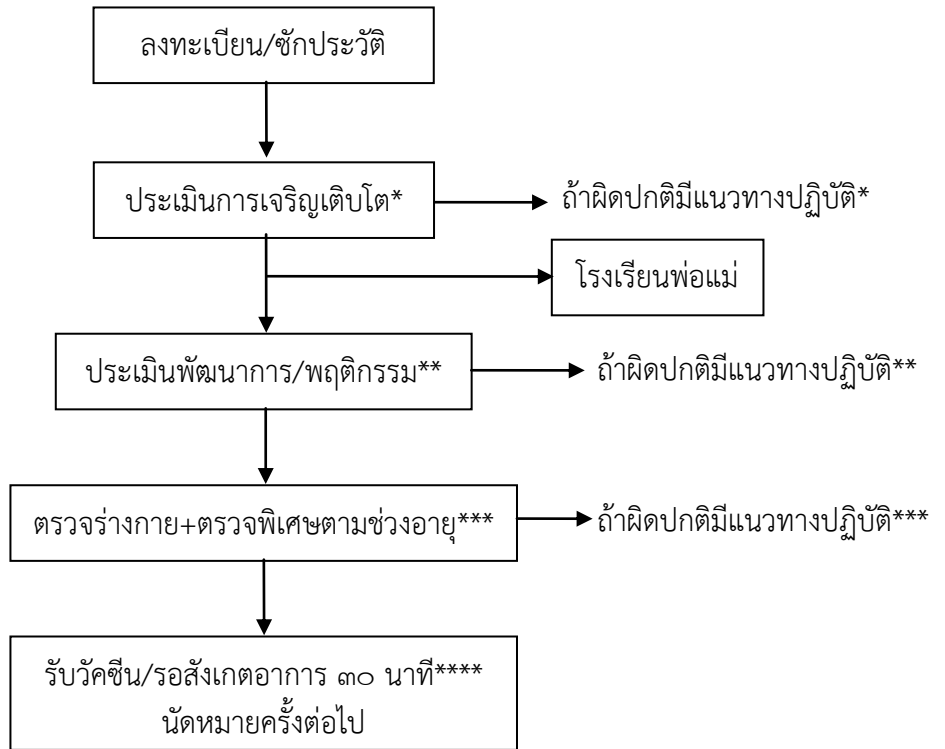 ลงทะเบียน/ซักประวัติ
ประเมินการเจริญเติบโต*
ถ้าผิดปกติมีแนวทางปฏิบัติ*
โรงเรียนพ่อแม่
ประเมินพัฒนาการ/พฤติกรรม**
ถ้าผิดปกติมีแนวทางปฏิบัติ**
ตรวจร่างกาย+ตรวจพิเศษตามช่วงอายุ***
ถ้าผิดปกติมีแนวทางปฏิบัติ***
รับวัคซีน/รอสังเกตอาการ ๓๐ นาที****
นัดหมายครั้งต่อไป